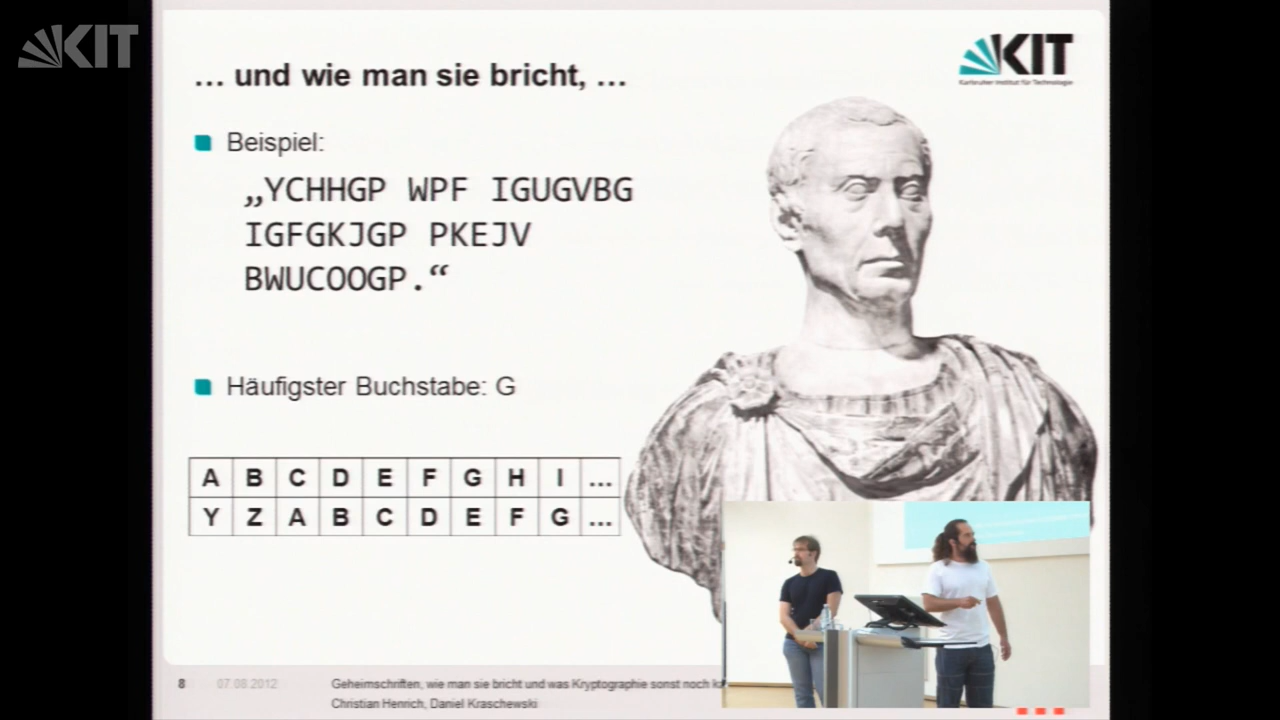 KIT
… und wie man sie bricht, …
KIT
Karlsruher Institut für Technologie
Beispiel:
„YCHHGP WPF IGUGVBG
IGFGKJGP PKEJV
BWUCOOGP.“
Häufigster Buchstabe: G
A B C D E F G H I …
Y Z A B C D E F G …
8 07.08.2012 Geheimschriften, wie man sie bricht und was Kryptographie sonst noch
Christian Henrich, Daniel Kraschewski